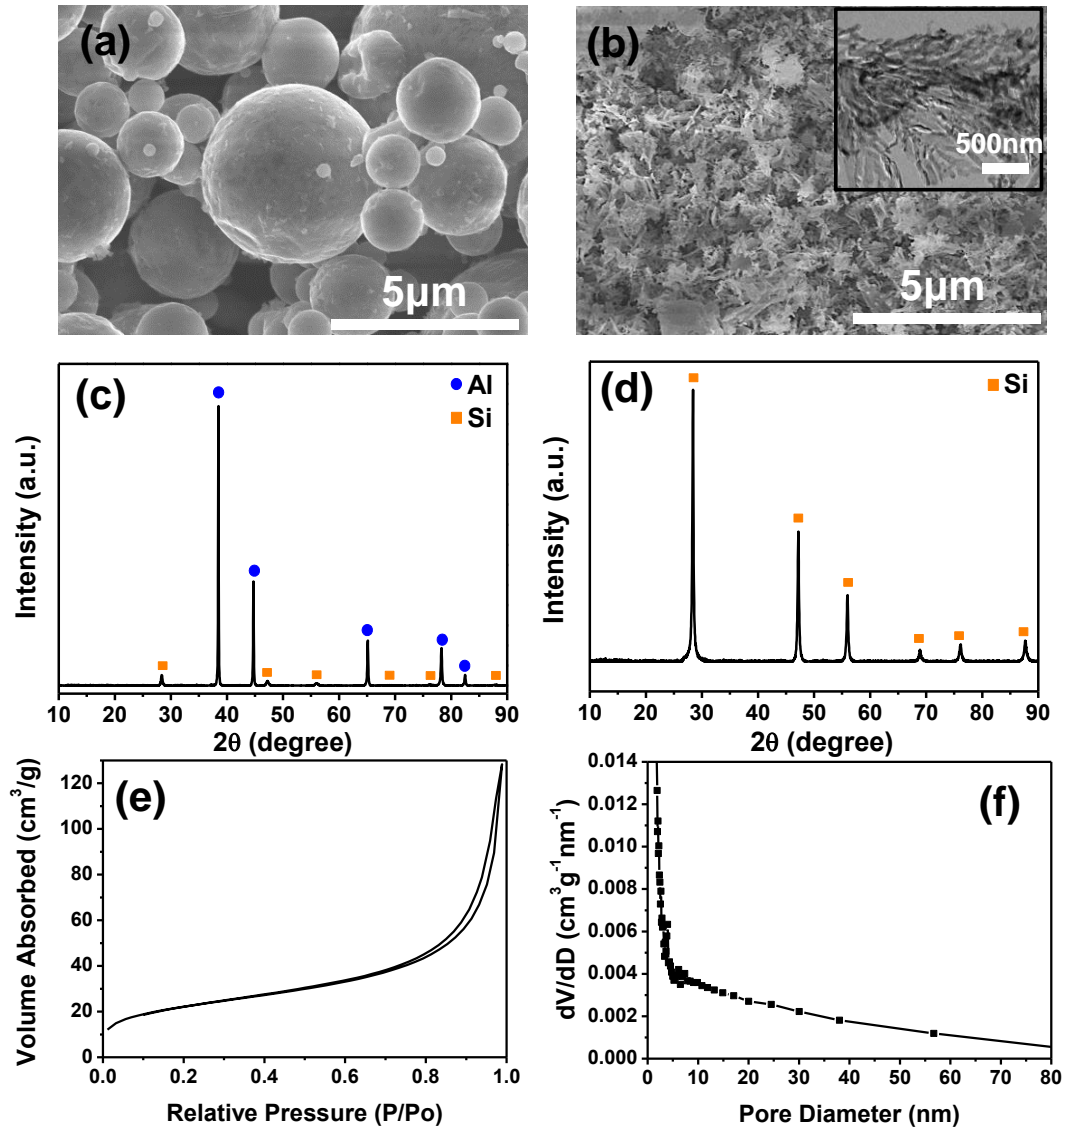 (a)
5μm
(b)
500nm
5μm
(c)
Al
Si
Intensity (a.u.)
10 20 30 40 50 60 70 80 90
2θ (degree)
(d)
Si
Intensity (a.u.)
10 20 30 40 50 60 70 80 90
2θ (degree)
(e)
Volume Absorbed (cm³/g)
120
100
80
60
40
20
0
0.0 0.2 0.4 0.6 0.8 1.0
Relative Pressure (P/Po)
(f)
dV/dD (cm³g⁻¹nm⁻¹)
0.014
0.012
0.010
0.008
0.006
0.004
0.002
0.000
0 10 20 30 40 50 60 70 80
Pore Diameter (nm)